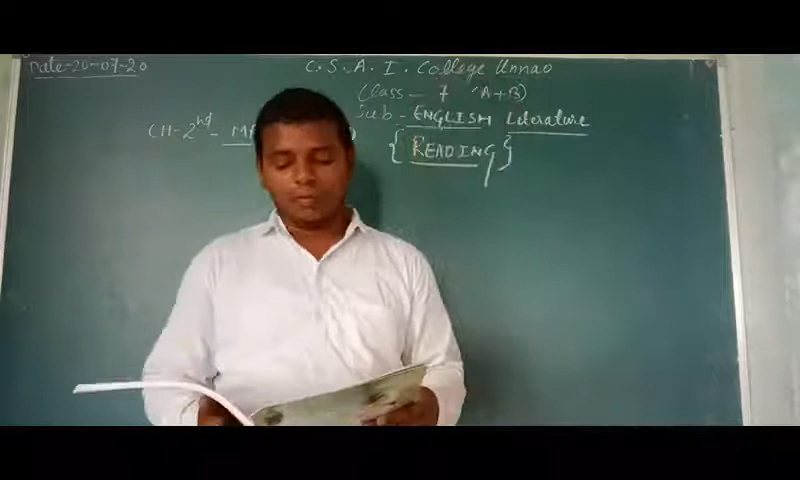 Date-20-07-20
C.S.A.I. College Unnao
Class - 7 (A+B)
Sub - ENGLISH Literature
CH-2nd -
{READING}